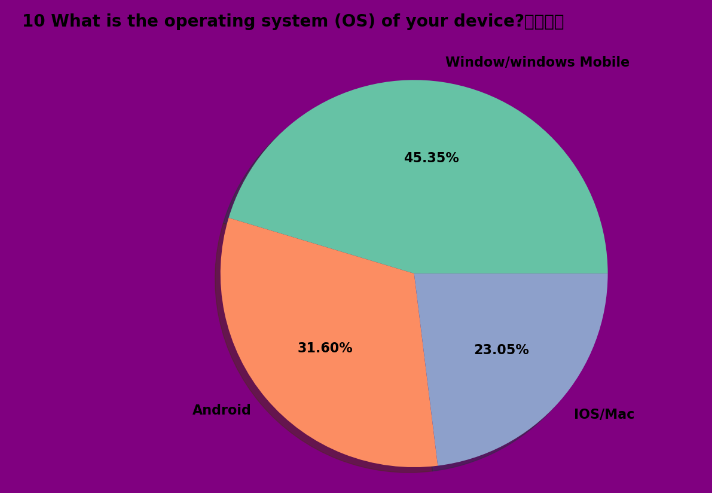 10 What is the operating system (OS) of your device?
Window/windows Mobile
45.35%
31.60%
23.05%
Android
IOS/Mac